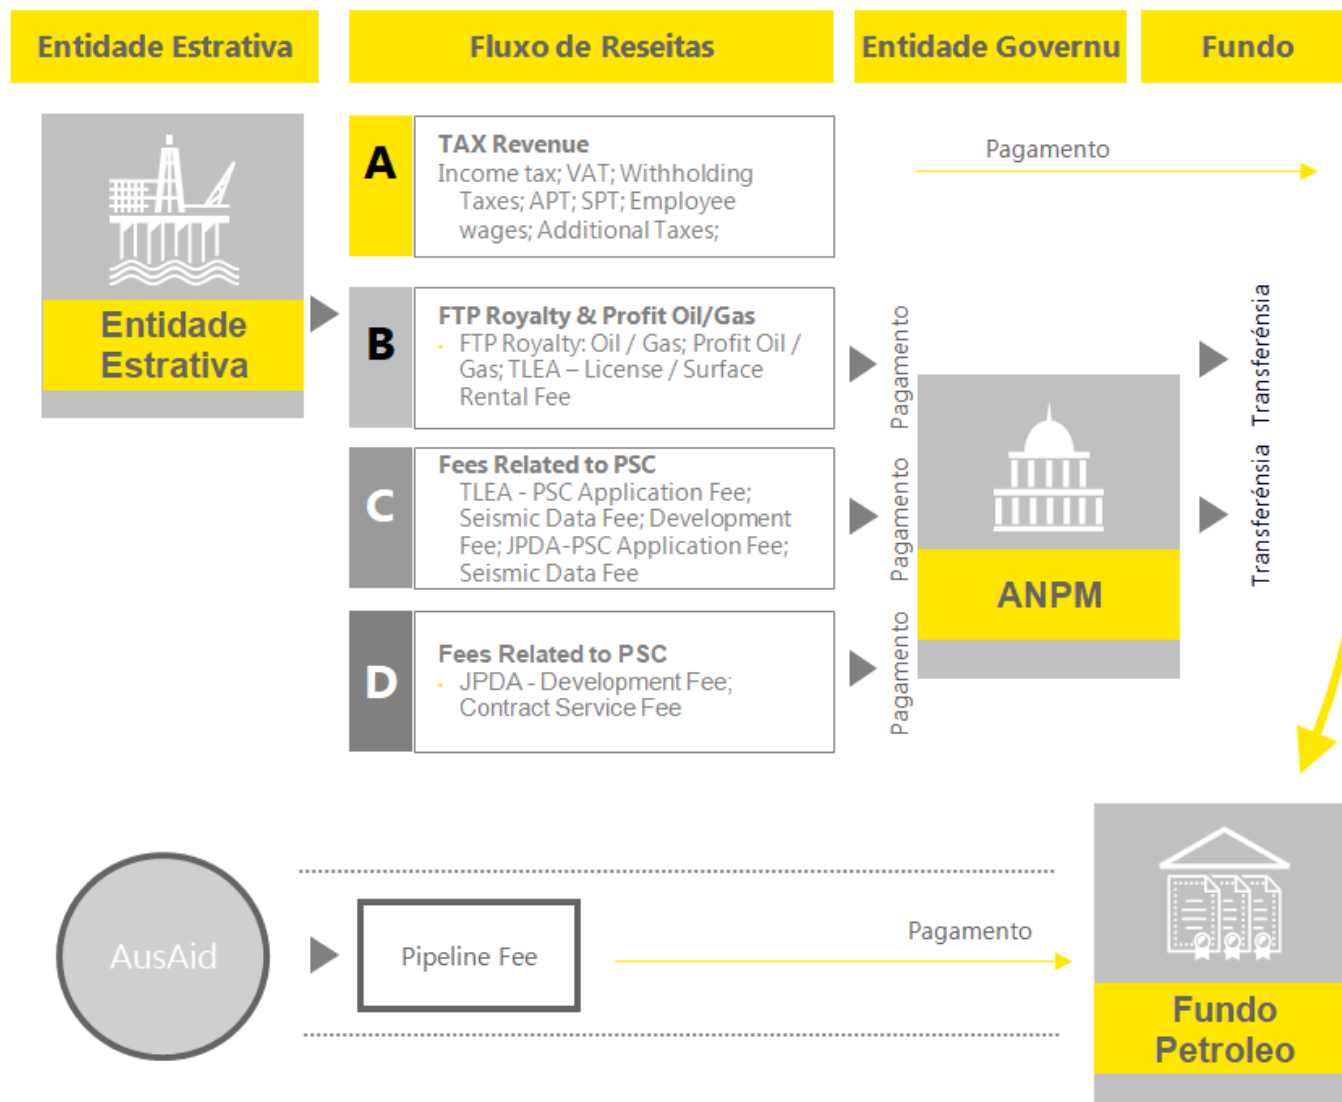 Entidade Estrativa
Fluxo de Reseitas
Entidade Governu
Fundo
Entidade
Estrativa
A
TAX Revenue
Income tax; VAT; Withholding
Taxes; APT; SPT; Employee
wages; Additional Taxes;
Pagamento
B
FTP Royalty & Profit Oil/Gas
FTP Royalty: Oil / Gas; Profit Oil /
Gas; TLEA – License / Surface
Rental Fee
Pagamento
Transferénsia
C
Fees Related to PSC
TLEA - PSC Application Fee;
Seismic Data Fee; Development
Fee; JPDA-PSC Application Fee;
Seismic Data Fee
Pagamento
Transferénsia
ANPM
D
Fees Related to PSC
JPDA - Development Fee;
Contract Service Fee
Pagamento
AusAid
Pipeline Fee
Pagamento
Fundo
Petroleo